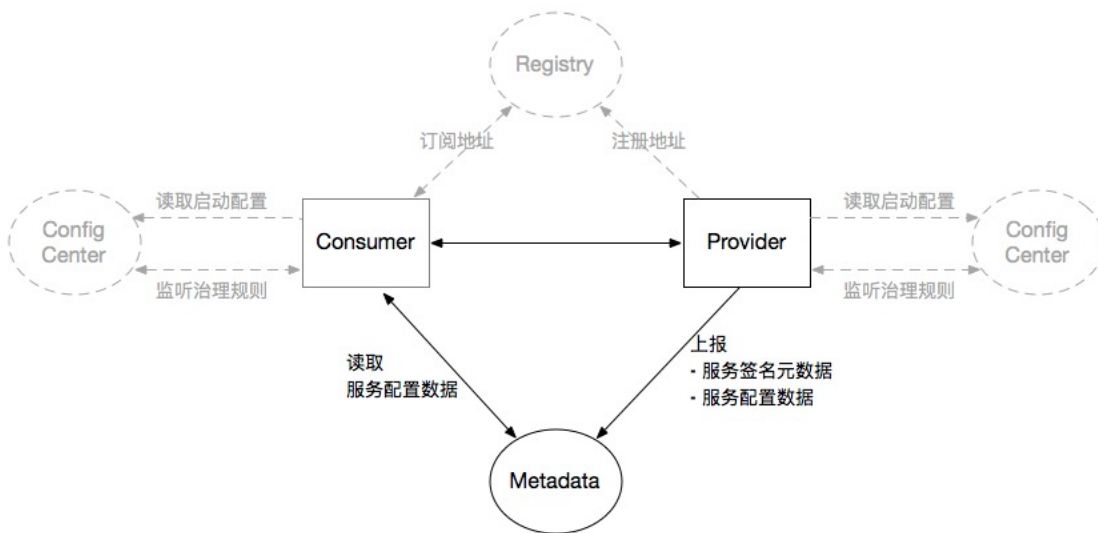 Registry
订阅地址
注册地址
读取启动配置
读取启动配置
Config
Center
Consumer
Provider
Config
Center
监听治理规则
监听治理规则
读取
服务配置数据
上报
- 服务签名元数据
- 服务配置数据
Metadata